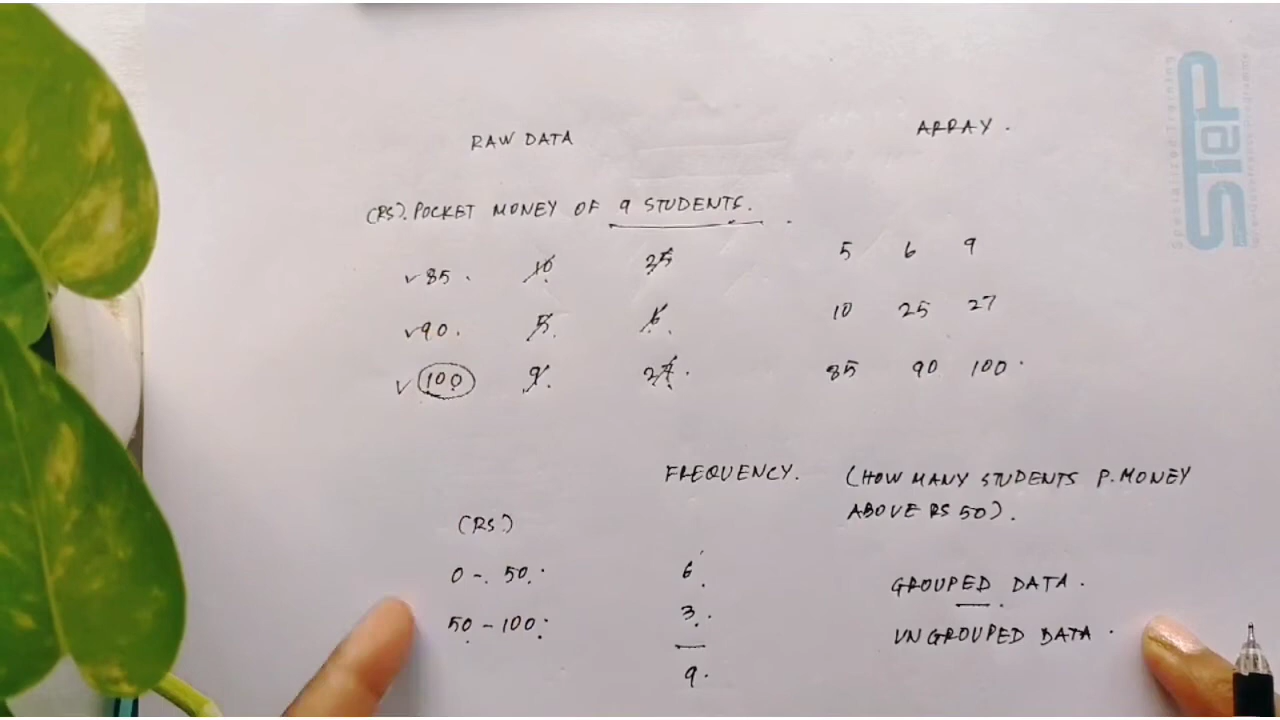 RAW DATA
ARRAY.
(RS). POCKET MONEY OF 9 STUDENTS.
85 10 25
90. 5 6
100 9 27
5 6 9
10 25 27
85 90 100
FREQUENCY. (HOW MANY STUDENTS P. MONEY
ABOVE RS 50).
(RS)
0 - 50.
50 - 100
6
3
9
GROUPED DATA.
UNGROUPED DATA.
STeP